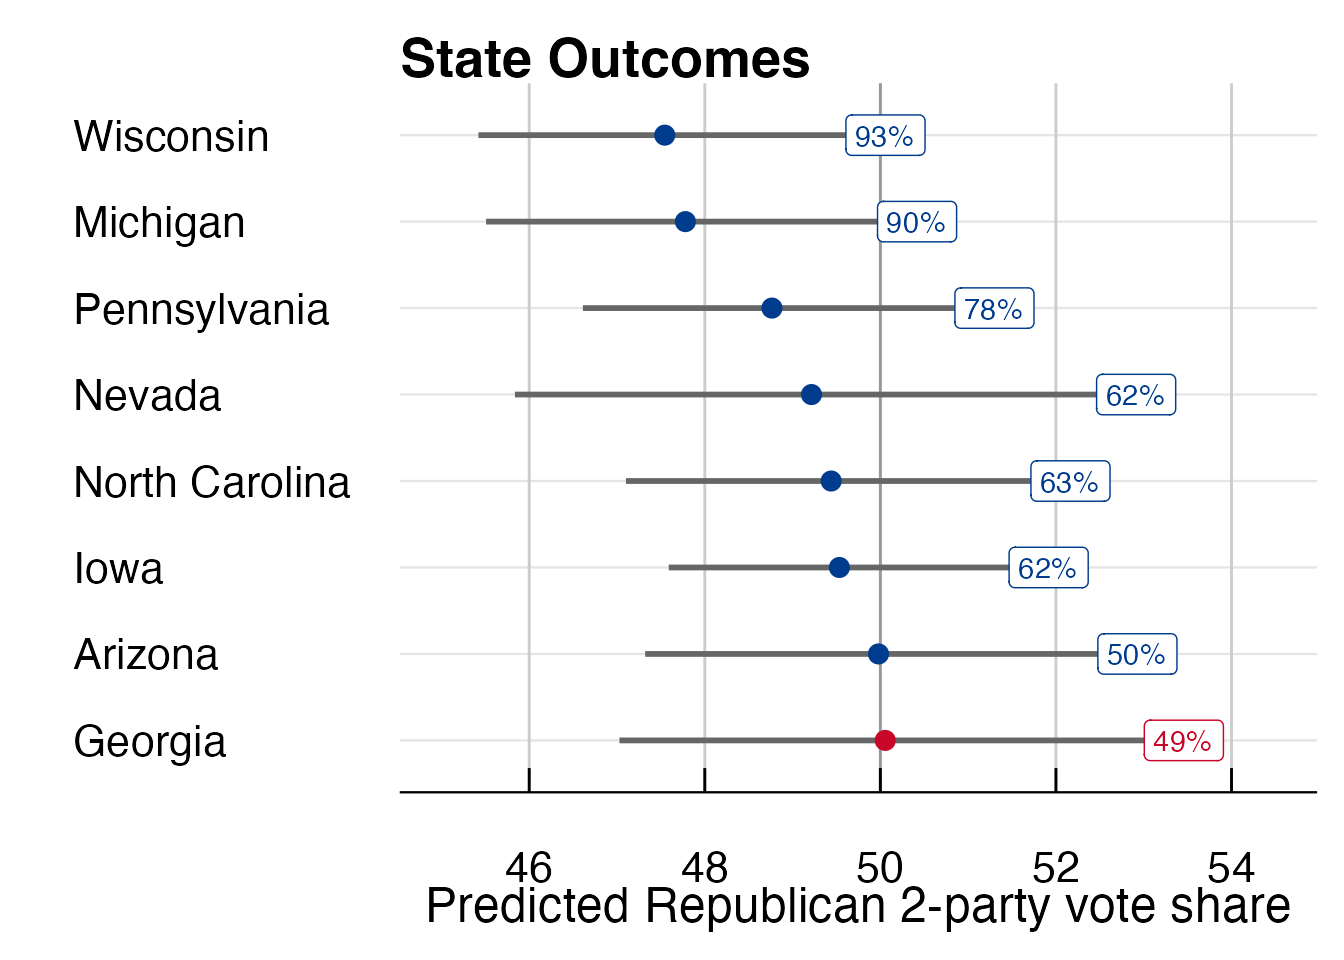 State Outcomes
Wisconsin 93%
Michigan 90%
Pennsylvania 78%
Nevada 62%
North Carolina 63%
Iowa 62%
Arizona 50%
Georgia 49%
46 48 50 52 54
Predicted Republican 2-party vote share